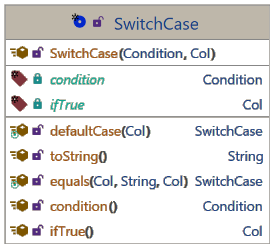 SwitchCase
SwitchCase(Condition, Col)
condition Condition
ifTrue Col
defaultCase(Col) SwitchCase
toString() String
equals(Col, String, Col) SwitchCase
condition() Condition
ifTrue() Col